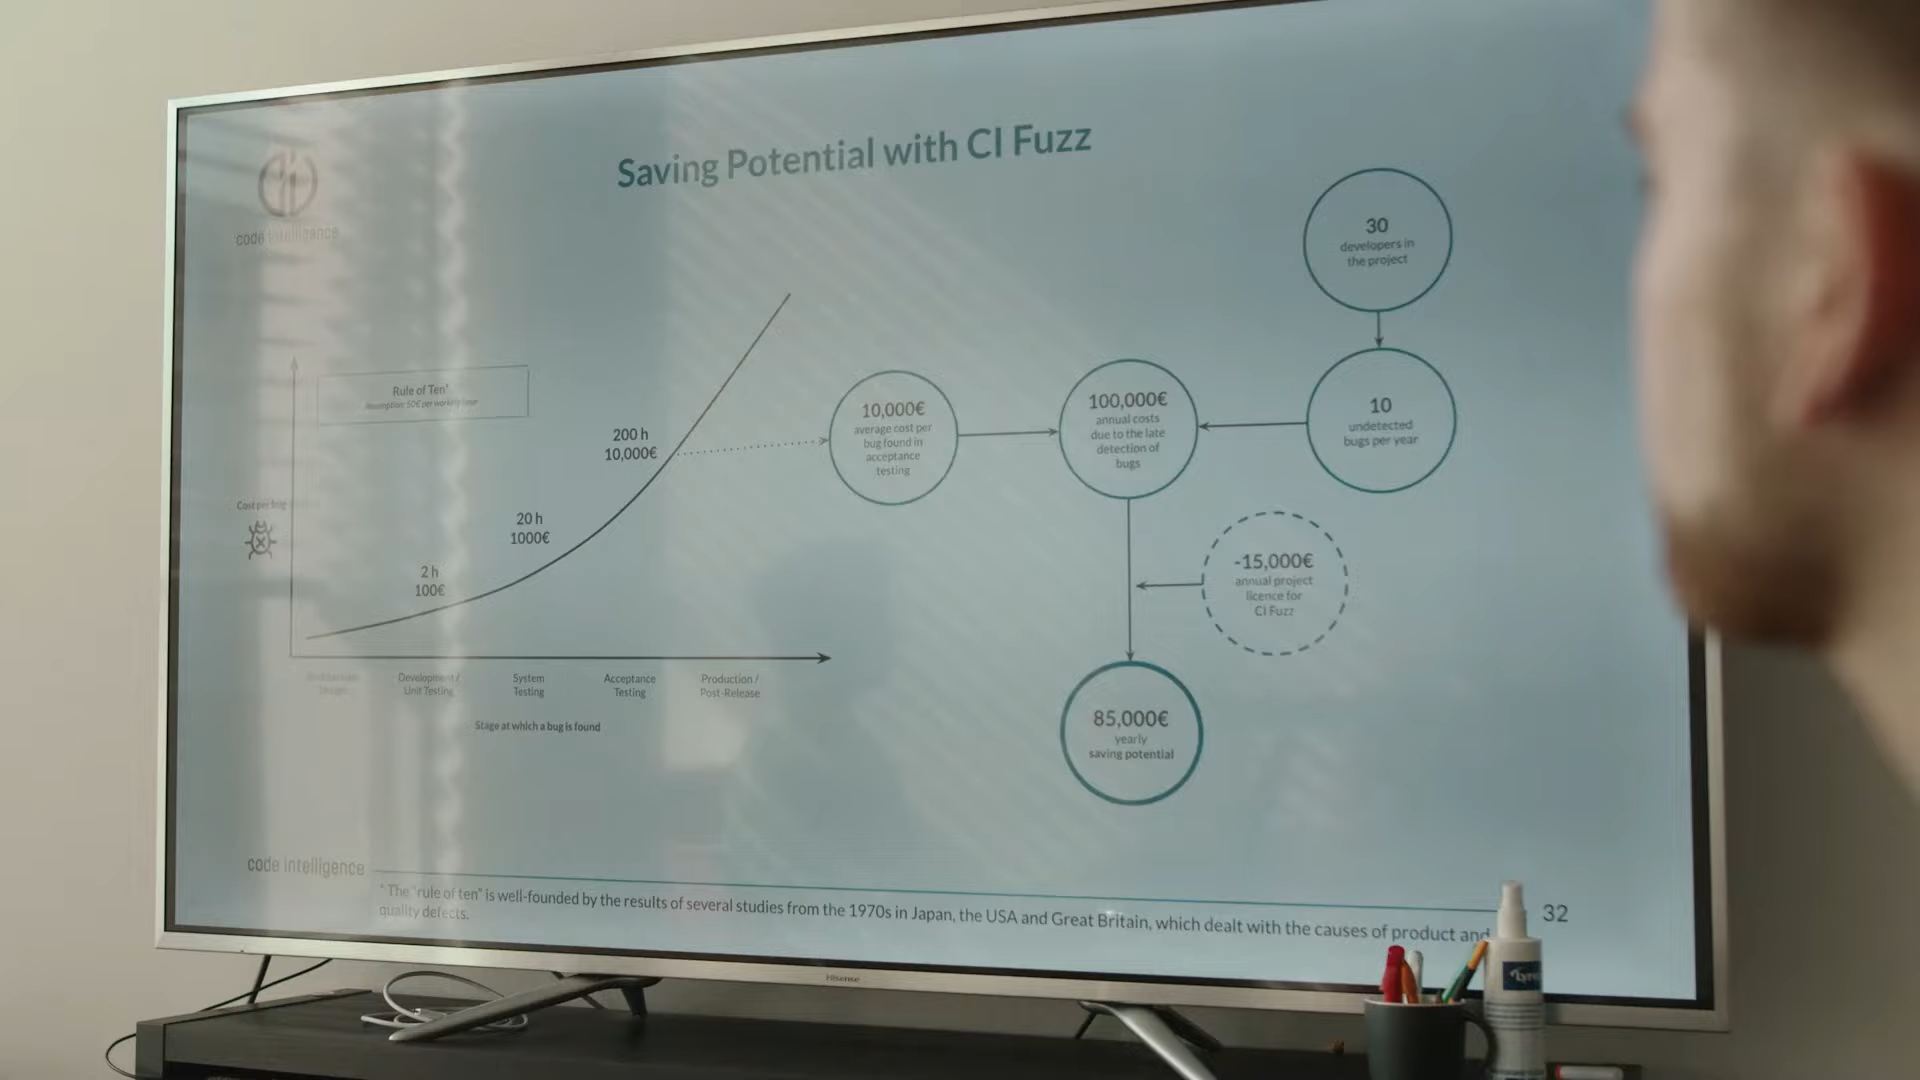 Saving Potential with CI Fuzz
code intelligence
30
developers in
the project
Rule of Ten*
Assumption: 50€ per working hour
10,000€
average cost per
bug found in
acceptance
testing
100,000€
annual costs
due to the late
detection of
bugs
10
undetected
bugs per year
200 h
10,000€
20 h
1000€
2 h
100€
Cost per bug
-15,000€
annual project
licence for
CI Fuzz
85,000€
yearly
saving potential
Development /
Unit Testing
System
Testing
Acceptance
Testing
Production /
Post-Release
Stage at which a bug is found
code intelligence
* The "rule of ten" is well-founded by the results of several studies from the 1970s in Japan, the USA and Great Britain, which dealt with the causes of product and
quality defects.
32
Hisense